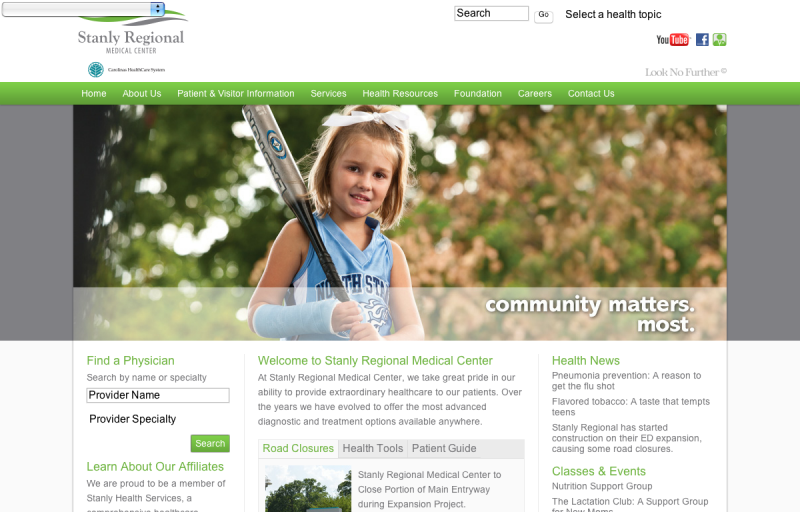 Search
Go
Select a health topic
Stanly Regional
MEDICAL CENTER
Carolinas HealthCare System
YouTube
Look No Further
Home About Us Patient & Visitor Information Services Health Resources Foundation Careers Contact Us
NORTH STA
community matters.
most.
Find a Physician
Search by name or specialty
Provider Name
Provider Specialty
Search
Learn About Our Affiliates
We are proud to be a member of
Stanly Health Services, a
comprehensive healthcare
Welcome to Stanly Regional Medical Center
At Stanly Regional Medical Center, we take great pride in our
ability to provide extraordinary healthcare to our patients. Over
the years we have evolved to offer the most advanced
diagnostic and treatment options available anywhere.
Road Closures Health Tools Patient Guide
Stanly Regional Medical Center to
Close Portion of Main Entryway
during Expansion Project.
Health News
Pneumonia prevention: A reason to
get the flu shot
Flavored tobacco: A taste that tempts
teens
Stanly Regional has started
construction on their ED expansion,
causing some road closures.
Classes & Events
Nutrition Support Group
The Lactation Club: A Support Group
for New Moms